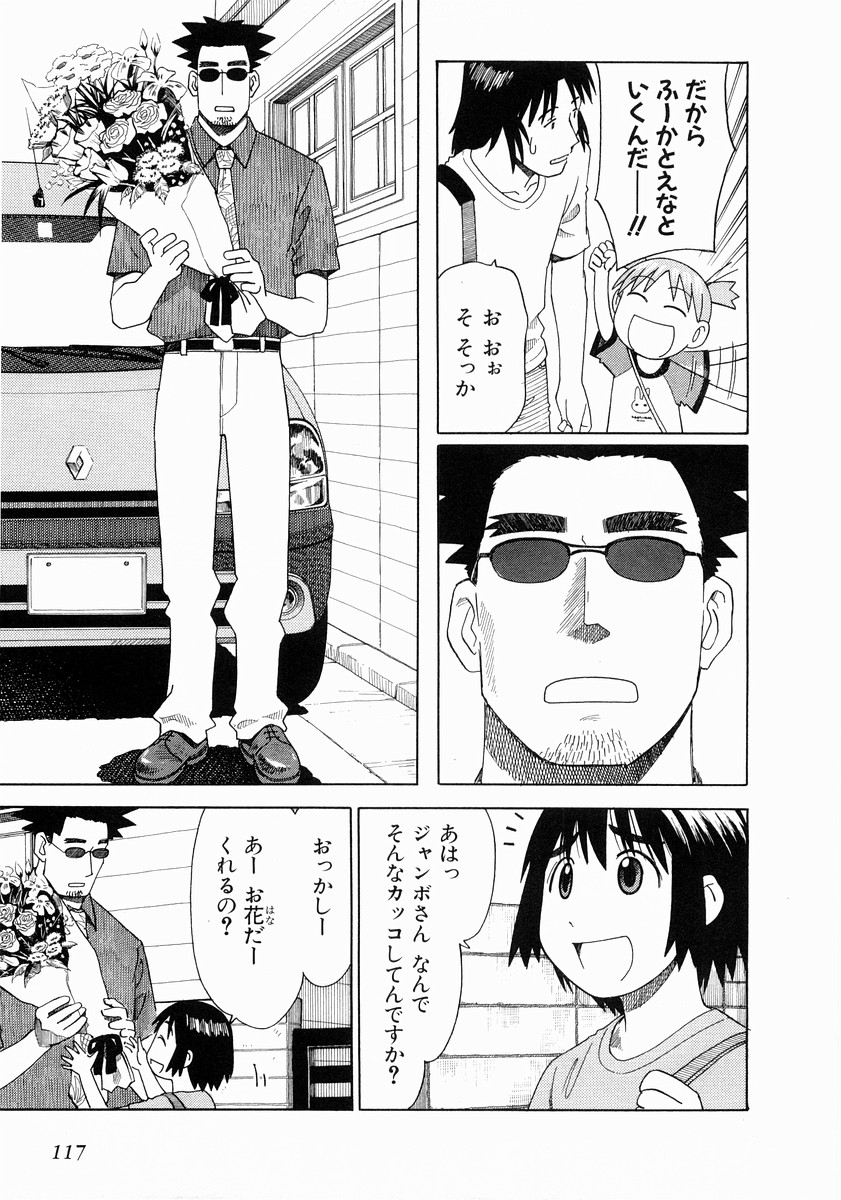 だから
ふーかとえなと
いくんだ――!!
お おぉ
そ そっか
あはっ
ジャンボさん なんで
そんなカッコしてんですか?
おっかしー
あー お花だー
はな
くれるの?
117